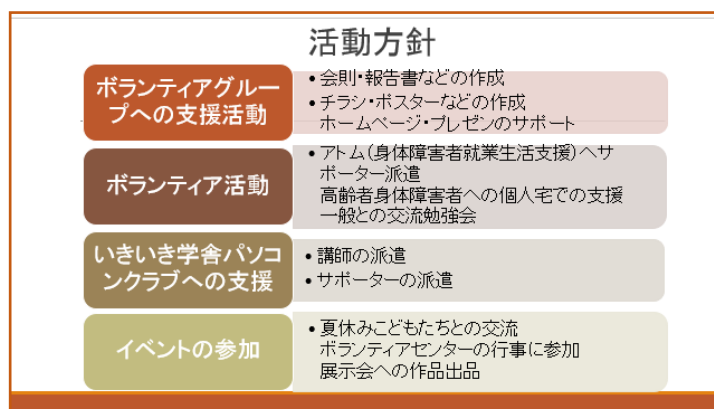 活動方針
ボランティアグルー
プへの支援活動
• 会則・報告書などの作成
• チラシ・ポスターなどの作成
ホームページ・プレゼンのサポート
ボランティア活動
• アトム(身体障害者就業生活支援)へサ
ポーター派遣
高齢者身体障害者への個人宅での支援
一般との交流勉強会
いきいき学舎パソコ
ンクラブへの支援
• 講師の派遣
• サポーターの派遣
イベントの参加
• 夏休みこどもたちとの交流
ボランティアセンターの行事に参加
展示会への作品出品